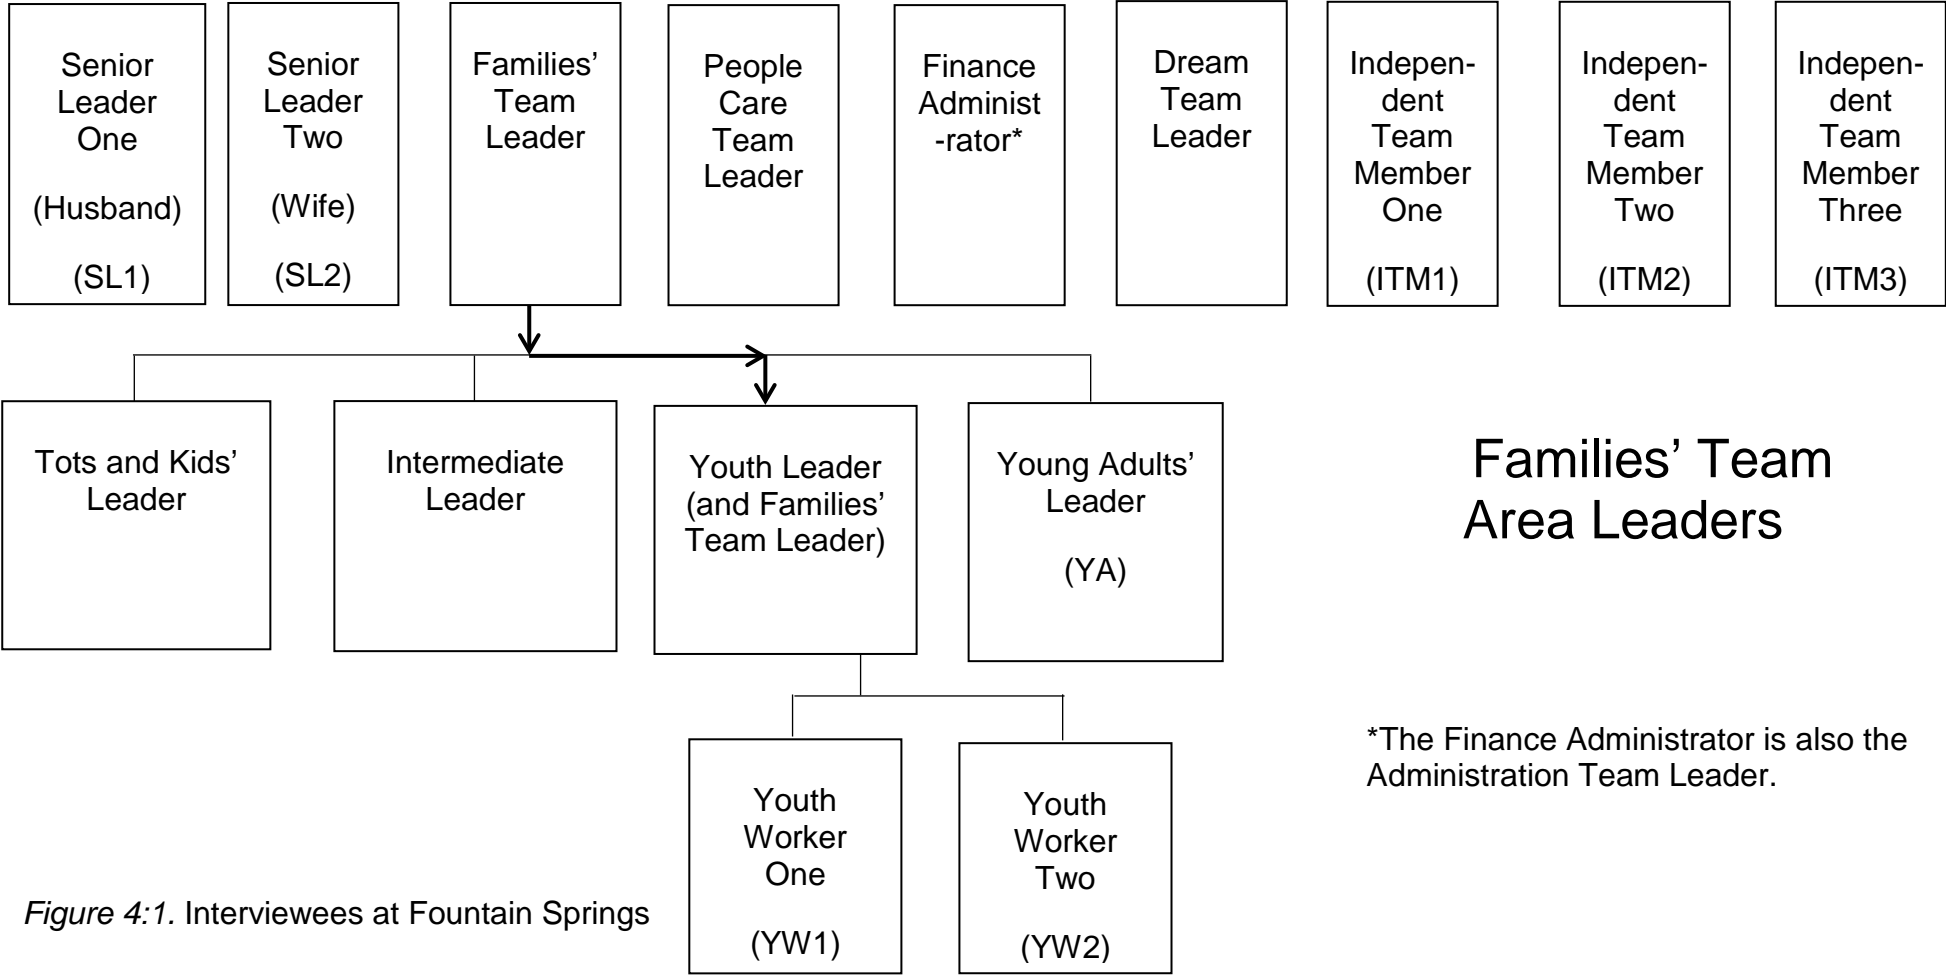 Senior
Leader
One
(Husband)
(SL1)
Senior
Leader
Two
(Wife)
(SL2)
Families’
Team
Leader
People
Care
Team
Leader
Finance
Administ
-rator*
Dream
Team
Leader
Indepen-
dent
Team
Member
One
(ITM1)
Indepen-
dent
Team
Member
Two
(ITM2)
Indepen-
dent
Team
Member
Three
(ITM3)
Tots and Kids’
Leader
Intermediate
Leader
Youth Leader
(and Families’
Team Leader)
Young Adults’
Leader
(YA)
Families’ Team
Area Leaders
Youth
Worker
One
(YW1)
Youth
Worker
Two
(YW2)
*The Finance Administrator is also the
Administration Team Leader.
Figure 4:1. Interviewees at Fountain Springs